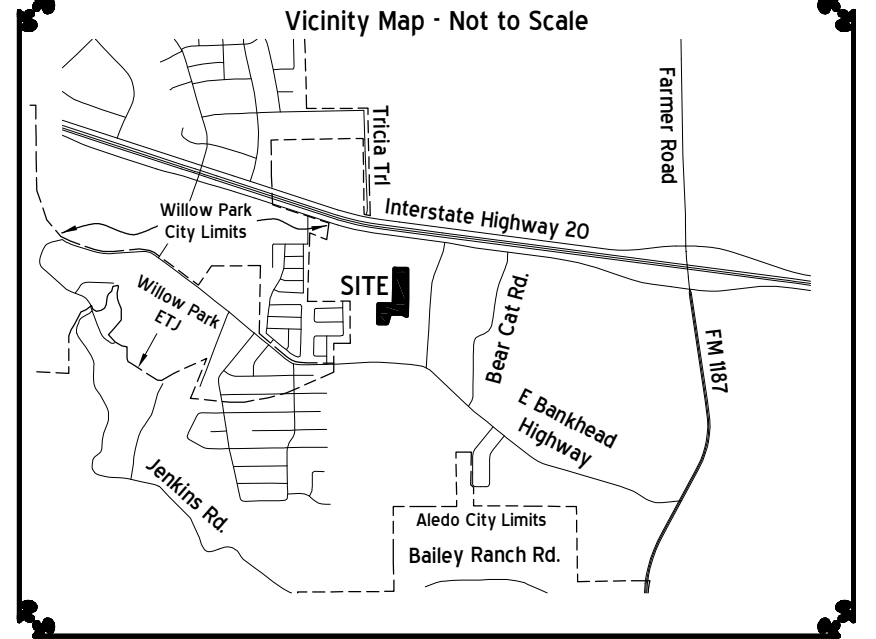 Vicinity Map - Not to Scale
Farmer Road
Tricia Trl
Willow Park
City Limits
Interstate Highway 20
SITE
Willow Park
ETJ
Bear Cat Rd.
FM 1187
E Bankhead
Highway
Jenkins Rd.
Aledo City Limits
Bailey Ranch Rd.